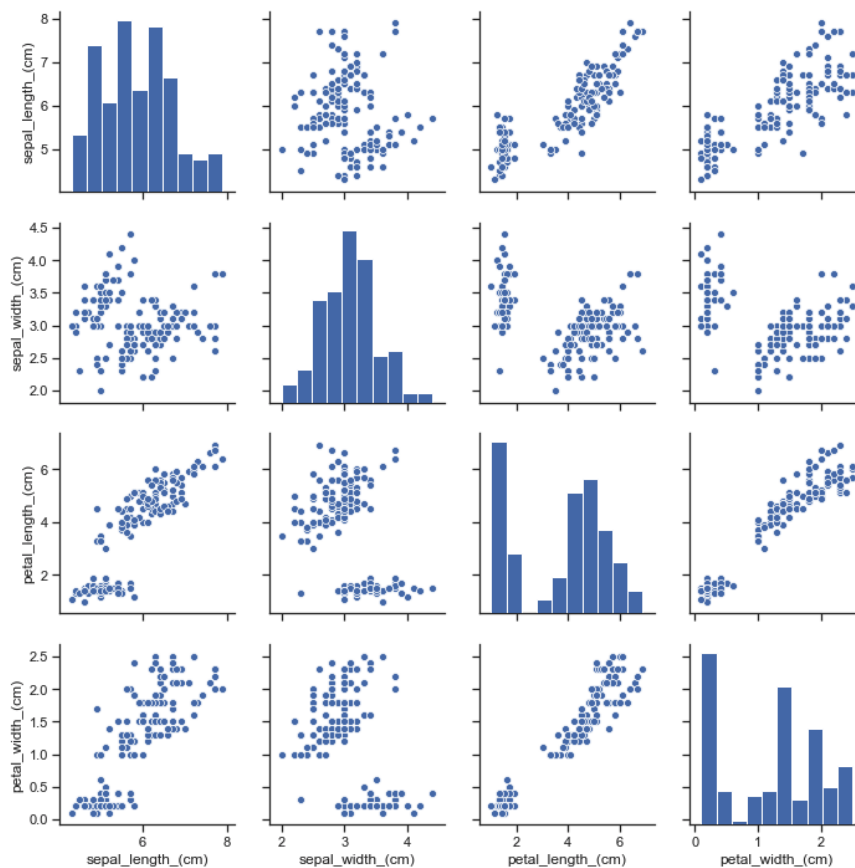 8
7
6
5
sepal_length_(cm)
4.5
4.0
3.5
3.0
2.5
2.0
sepal_width_(cm)
6
4
2
petal_length_(cm)
2.5
2.0
1.5
1.0
0.5
0.0
petal_width_(cm)
6 8
sepal_length_(cm)
2 3 4
sepal_width_(cm)
2 4 6
petal_length_(cm)
0 1 2
petal_width_(cm)